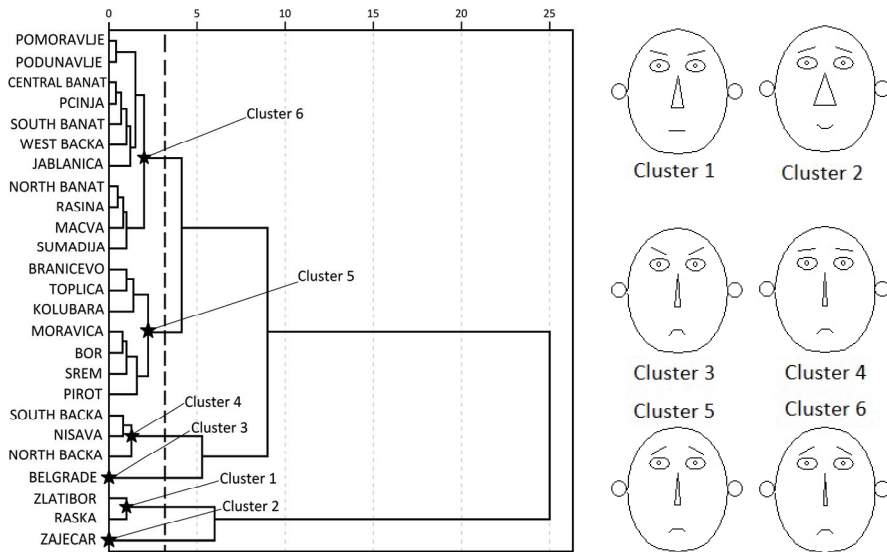 0 5 10 15 20 25
POMORAVLJE
PODUNAVLJE
CENTRAL BANAT
PCINJA
SOUTH BANAT
WEST BACKA
JABLANICA
NORTH BANAT
RASINA
MACVA
SUMADIJA
BRANICEVO
TOPLICA
KOLUBARA
MORAVICA
BOR
SREM
PIROT
SOUTH BACKA
NISAVA
NORTH BACKA
BELGRADE
ZLATIBOR
RASKA
ZAJECAR
Cluster 6
Cluster 5
Cluster 4
Cluster 3
Cluster 1
Cluster 2
Cluster 1 Cluster 2
Cluster 3 Cluster 4
Cluster 5 Cluster 6